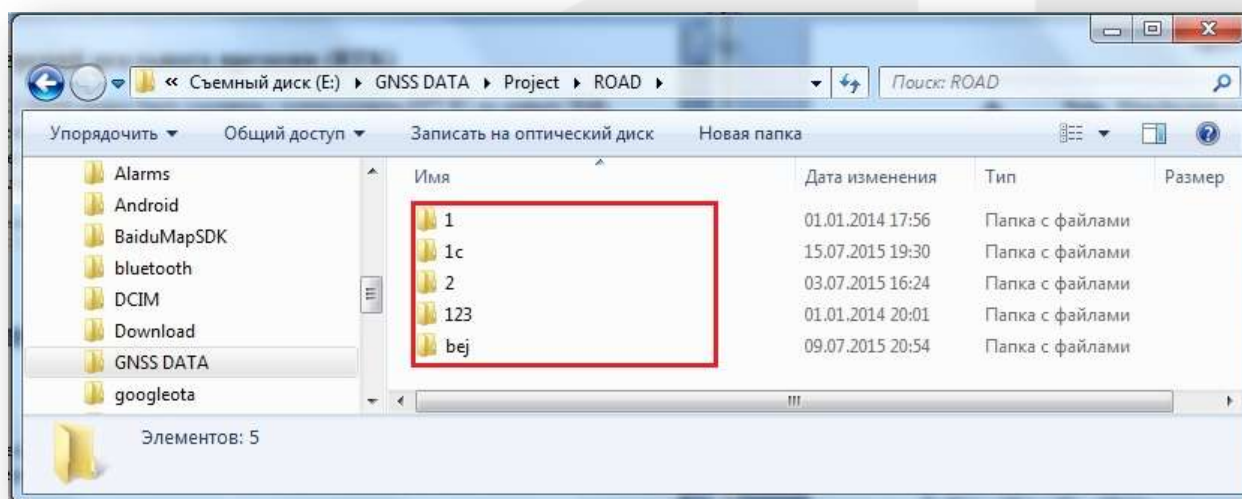 « Съемный диск (E:) ▸ GNSS DATA ▸ Project ▸ ROAD ▸ Поиск: ROAD
Упорядочить ▾ Общий доступ ▾ Записать на оптический диск Новая папка
Alarms
Android
BaiduMapSDK
bluetooth
DCIM
Download
GNSS DATA
googleota
Имя Дата изменения Тип Размер
1 01.01.2014 17:56 Папка с файлами
1c 15.07.2015 19:30 Папка с файлами
2 03.07.2015 16:24 Папка с файлами
123 01.01.2014 20:01 Папка с файлами
bej 09.07.2015 20:54 Папка с файлами
Элементов: 5